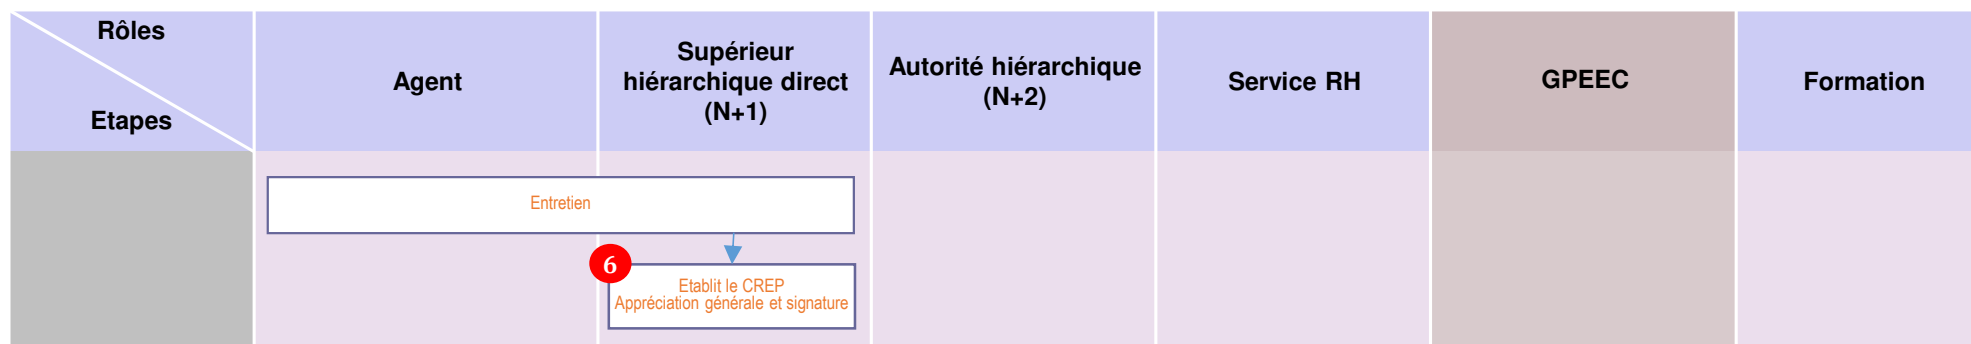 Rôles
Etapes
Agent
Supérieur
hiérarchique direct
(N+1)
Autorité hiérarchique
(N+2)
Service RH
GPEEC
Formation
Entretien
6
Etablit le CREP
Appréciation générale et signature